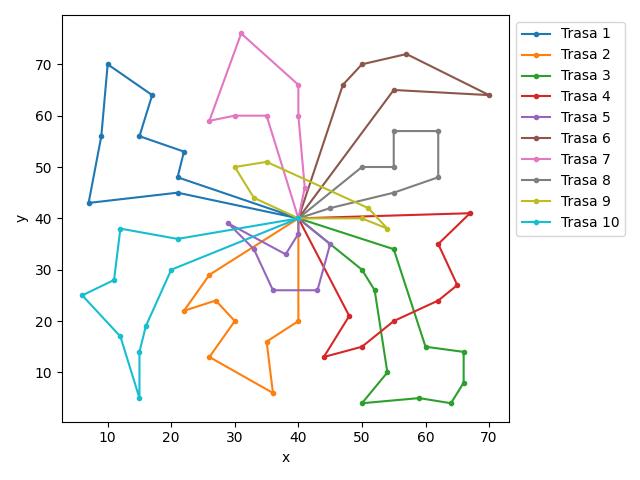 70
60
50
40
30
20
10
y
10 20 30 40 50 60 70
x
Trasa 1
Trasa 2
Trasa 3
Trasa 4
Trasa 5
Trasa 6
Trasa 7
Trasa 8
Trasa 9
Trasa 10